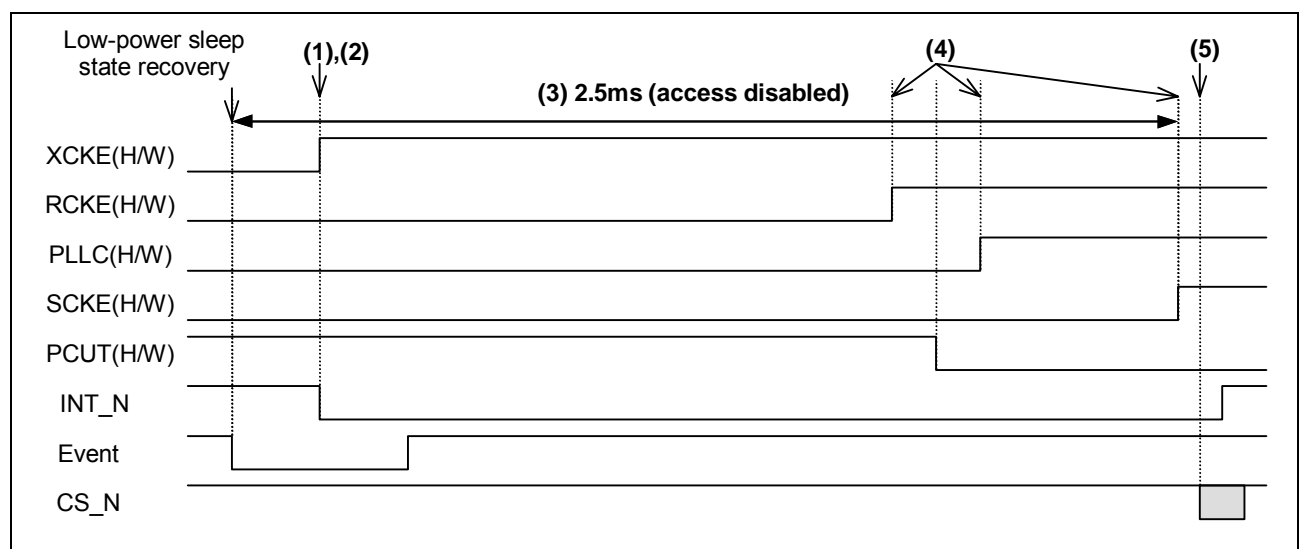 Low-power sleep
state recovery
(1),(2)
(4)
(5)
(3) 2.5ms (access disabled)
XCKE(H/W)
RCKE(H/W)
PLLC(H/W)
SCKE(H/W)
PCUT(H/W)
INT_N
Event
CS_N